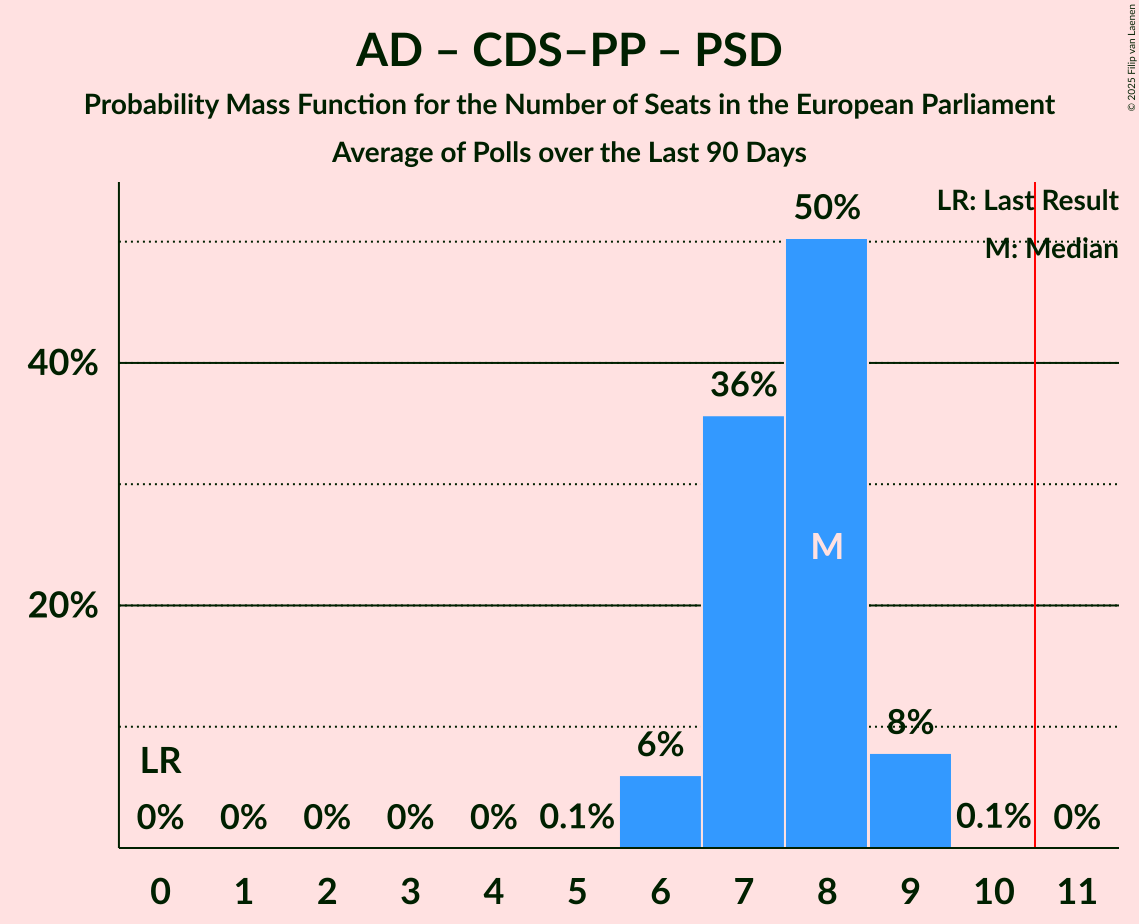 AD – CDS–PP – PSD
Probability Mass Function for the Number of Seats in the European Parliament
Average of Polls over the Last 90 Days
© 2025 Filip van Laenen
LR: Last Result
M: Median
50%
40%
36%
M
20%
8%
6%
LR
0% 0% 0% 0% 0% 0.1% 0.1% 0%
0 1 2 3 4 5 6 7 8 9 10 11